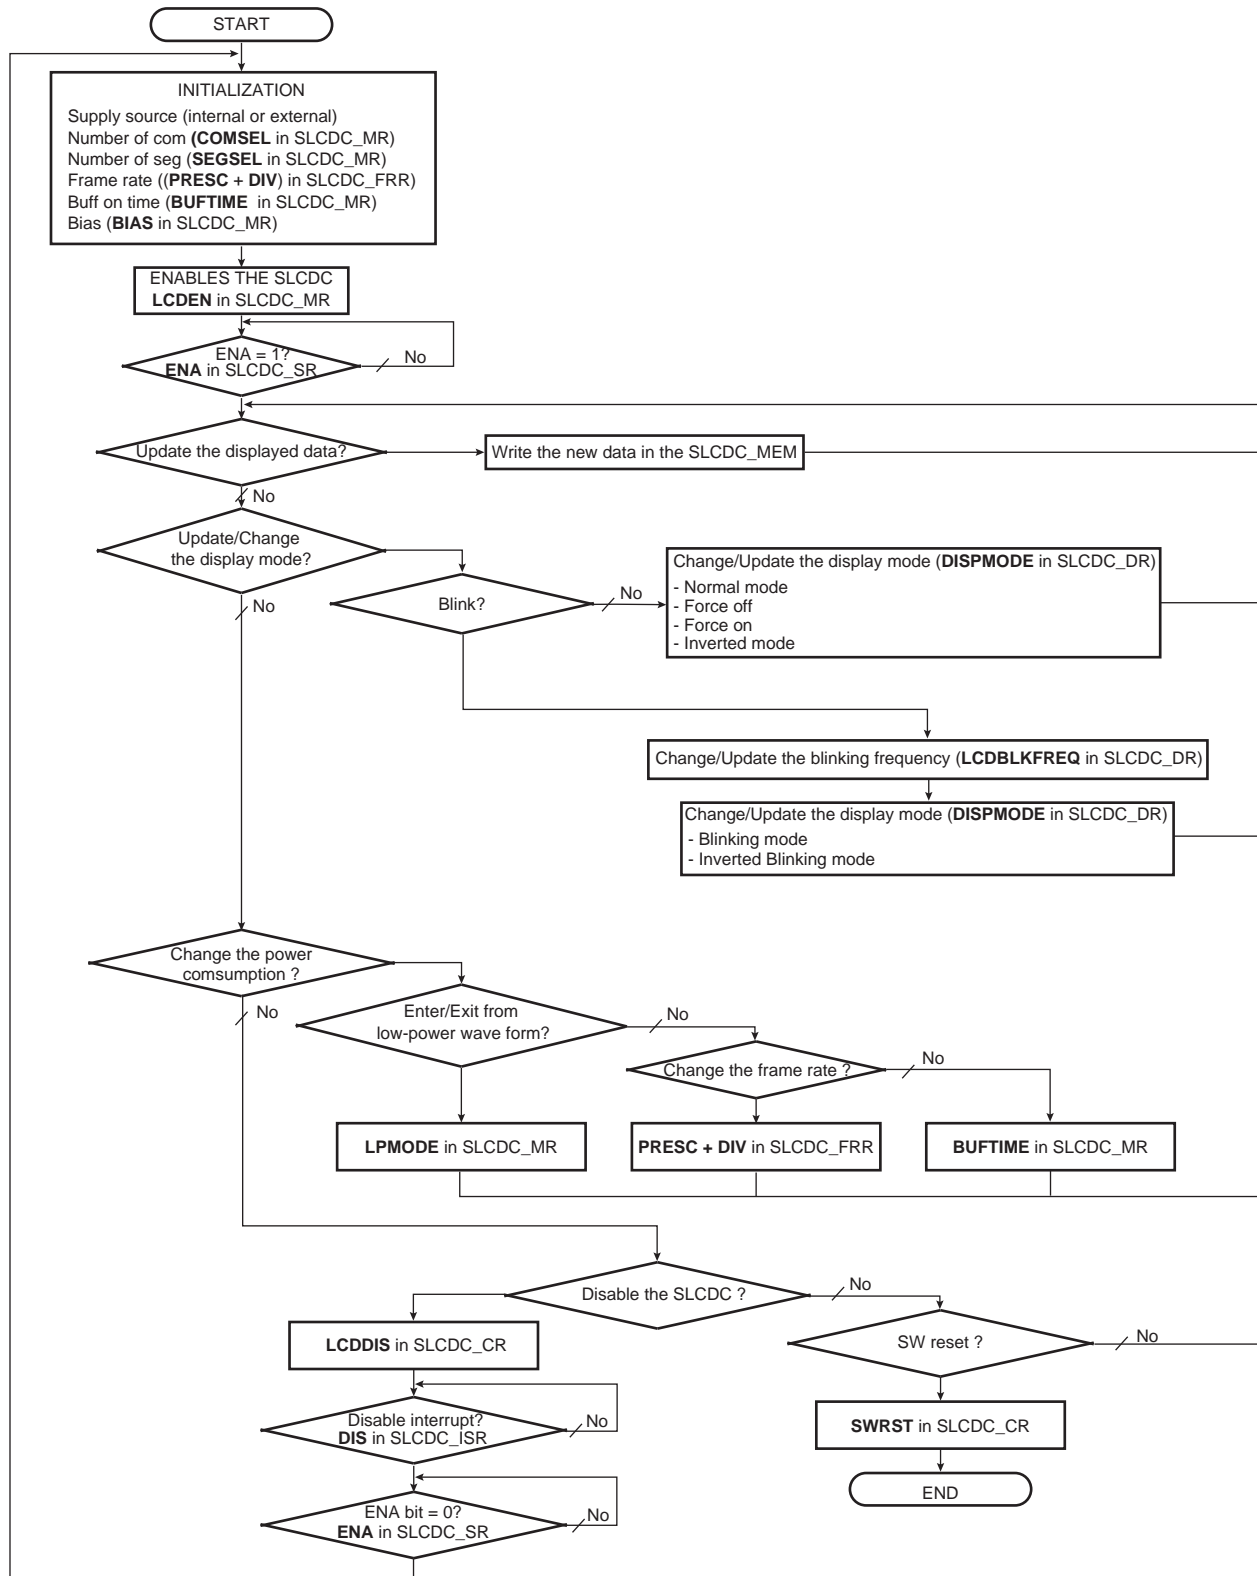 START
INITIALIZATION
Supply source (internal or external)
Number of com (COMSEL in SLCDC_MR)
Number of seg (SEGSEL in SLCDC_MR)
Frame rate ((PRESC + DIV) in SLCDC_FRR)
Buff on time (BUFTIME in SLCDC_MR)
Bias (BIAS in SLCDC_MR)
ENABLES THE SLCDC
LCDEN in SLCDC_MR
ENA = 1?
ENA in SLCDC_SR
No
Update the displayed data?
Write the new data in the SLCDC_MEM
No
Update/Change
the display mode?
No
Blink?
No
Change/Update the display mode (DISPMODE in SLCDC_DR)
- Normal mode
- Force off
- Force on
- Inverted mode
Change/Update the blinking frequency (LCDBLKFREQ in SLCDC_DR)
Change/Update the display mode (DISPMODE in SLCDC_DR)
- Blinking mode
- Inverted Blinking mode
Change the power
comsumption ?
No
Enter/Exit from
low-power wave form?
No
Change the frame rate ?
No
LPMODE in SLCDC_MR
PRESC + DIV in SLCDC_FRR
BUFTIME in SLCDC_MR
Disable the SLCDC ?
No
LCDDIS in SLCDC_CR
SW reset ?
No
Disable interrupt?
DIS in SLCDC_ISR
No
SWRST in SLCDC_CR
END
ENA bit = 0?
ENA in SLCDC_SR
No